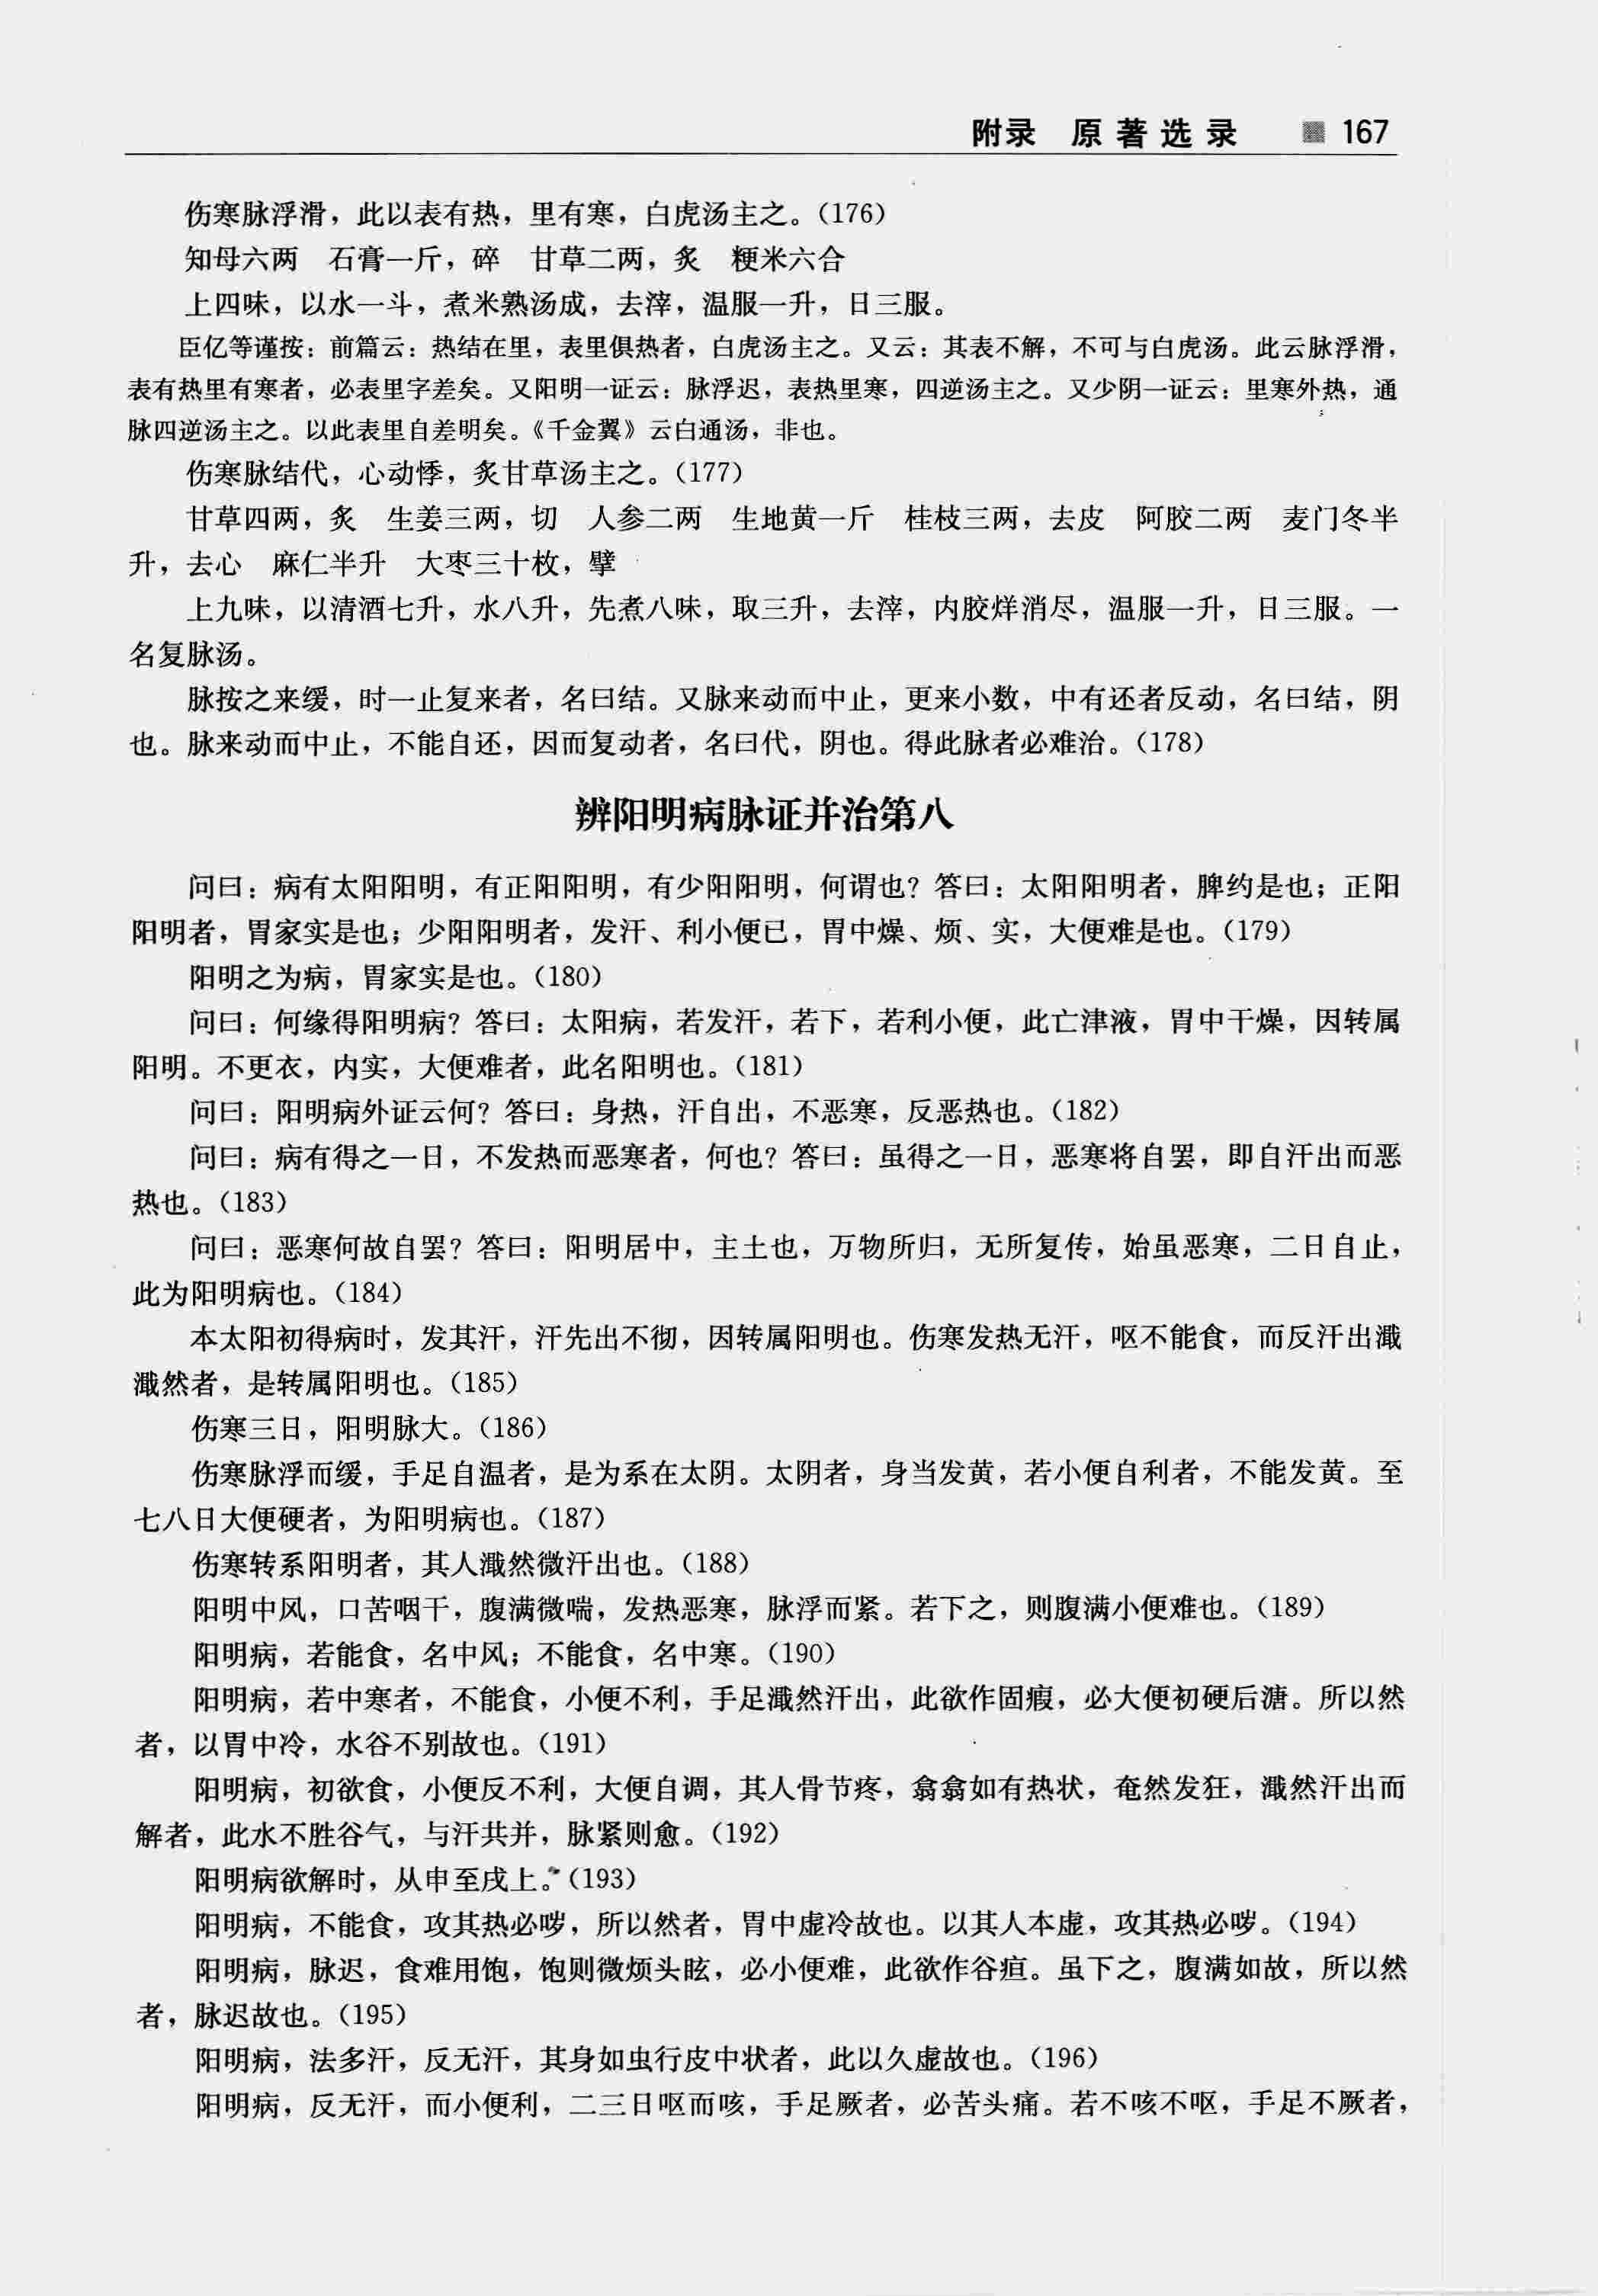 附录 原著选录 167
伤寒脉浮滑，此以表有热，里有寒，白虎汤主之。（176）
知母六两 石膏一斤，碎 甘草二两，炙 粳米六合
上四味，以水一斗，煮米熟汤成，去滓，温服一升，日三服。
臣亿等谨按：前篇云：热结在里，表里俱热者，白虎汤主之。又云：其表不解，不可与白虎汤。此云脉浮滑，
表有热里有寒者，必表里字差矣。又阳明一证云：脉浮迟，表热里寒，四逆汤主之。又少阴一证云：里寒外热，通
脉四逆汤主之。以此表里自差明矣。《千金翼》云白通汤，非也。
伤寒脉结代，心动悸，炙甘草汤主之。（177）
甘草四两，炙 生姜三两，切 人参二两 生地黄一斤 桂枝三两，去皮 阿胶二两 麦门冬半
升，去心 麻仁半升 大枣三十枚，擘
上九味，以清酒七升，水八升，先煮八味，取三升，去滓，内胶烊消尽，温服一升，日三服。一
名复脉汤。
脉按之来缓，时一止复来者，名曰结。又脉来动而中止，更来小数，中有还者反动，名曰结，阴
也。脉来动而中止，不能自还，因而复动者，名曰代，阴也。得此脉者必难治。（178）
辨阳明病脉证并治第八
问曰：病有太阳阳明，有正阳阳明，有少阳阳明，何谓也？答曰：太阳阳明者，脾约是也；正阳
阳明者，胃家实是也；少阳阳明者，发汗、利小便已，胃中燥、烦、实，大便难是也。（179）
阳明之为病，胃家实是也。（180）
问曰：何缘得阳明病？答曰：太阳病，若发汗，若下，若利小便，此亡津液，胃中干燥，因转属
阳明。不更衣，内实，大便难者，此名阳明也。（181）
问曰：阳明病外证云何？答曰：身热，汗自出，不恶寒，反恶热也。（182）
问曰：病有得之一日，不发热而恶寒者，何也？答曰：虽得之一日，恶寒将自罢，即自汗出而恶
热也。（183）
问曰：恶寒何故自罢？答曰：阳明居中，主土也，万物所归，无所复传，始虽恶寒，二日自止，
此为阳明病也。（184）
本太阳初得病时，发其汗，汗先出不彻，因转属阳明也。伤寒发热无汗，呕不能食，而反汗出濈
濈然者，是转属阳明也。（185）
伤寒三日，阳明脉大。（186）
伤寒脉浮而缓，手足自温者，是为系在太阴。太阴者，身当发黄，若小便自利者，不能发黄。至
七八日大便硬者，为阳明病也。（187）
伤寒转系阳明者，其人濈然微汗出也。（188）
阳明中风，口苦咽干，腹满微喘，发热恶寒，脉浮而紧。若下之，则腹满小便难也。（189）
阳明病，若能食，名中风；不能食，名中寒。（190）
阳明病，若中寒者，不能食，小便不利，手足濈然汗出，此欲作固瘕，必大便初硬后溏。所以然
者，以胃中冷，水谷不别故也。（191）
阳明病，初欲食，小便反不利，大便自调，其人骨节疼，翕翕如有热状，奄然发狂，濈然汗出而
解者，此水不胜谷气，与汗共并，脉紧则愈。（192）
阳明病欲解时，从申至戌上。（193）
阳明病，不能食，攻其热必哕，所以然者，胃中虚冷故也。以其人本虚，攻其热必哕。（194）
阳明病，脉迟，食难用饱，饱则微烦头眩，必小便难，此欲作谷疸。虽下之，腹满如故，所以然
者，脉迟故也。（195）
阳明病，法多汗，反无汗，其身如虫行皮中状者，此以久虚故也。（196）
阳明病，反无汗，而小便利，二三日呕而咳，手足厥者，必苦头痛。若不咳不呕，手足不厥者，